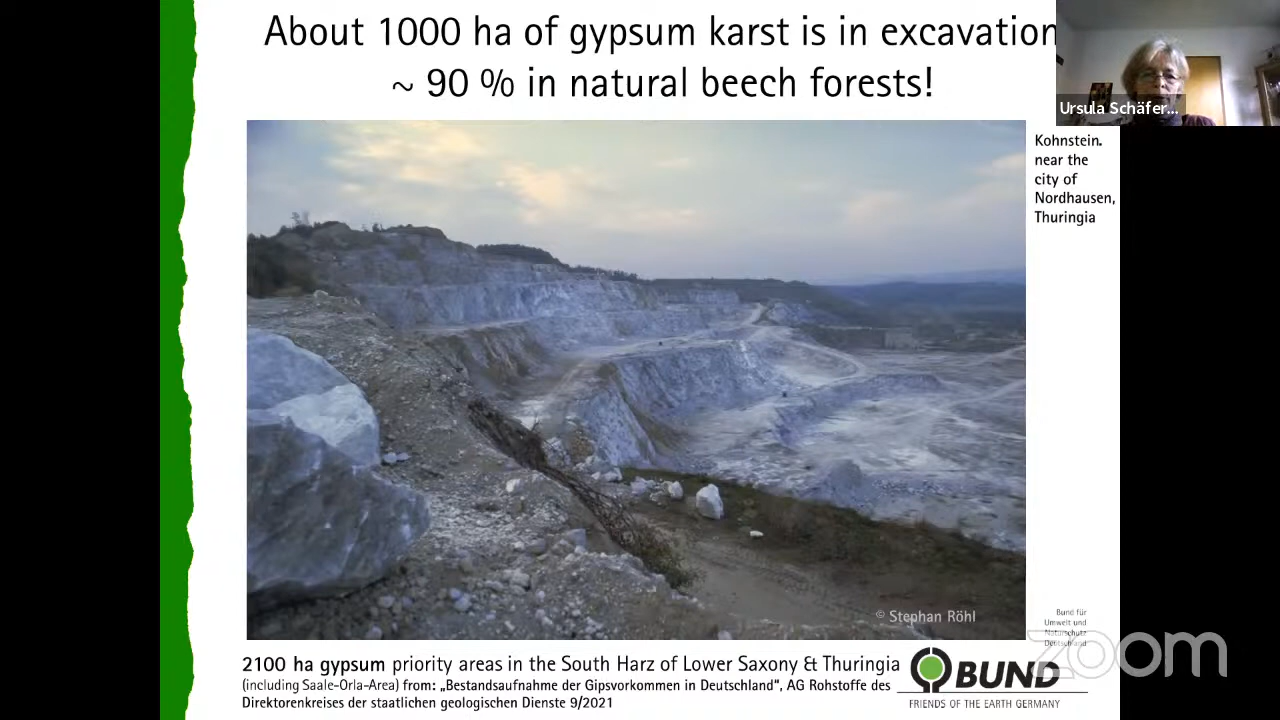 About 1000 ha of gypsum karst is in excavation
~ 90 % in natural beech forests!
Ursula Schäfer...
Kohnstein.
near the
city of
Nordhausen,
Thuringia
© Stephan Röhl
Bund für
Umwelt und
Naturschutz
Deutschland
zoom
BUND
FRIENDS OF THE EARTH GERMANY
2100 ha gypsum priority areas in the South Harz of Lower Saxony & Thuringia
(including Saale-Orla-Area) from: „Bestandsaufnahme der Gipsvorkommen in Deutschland“, AG Rohstoffe des
Direktorenkreises der staatlichen geologischen Dienste 9/2021